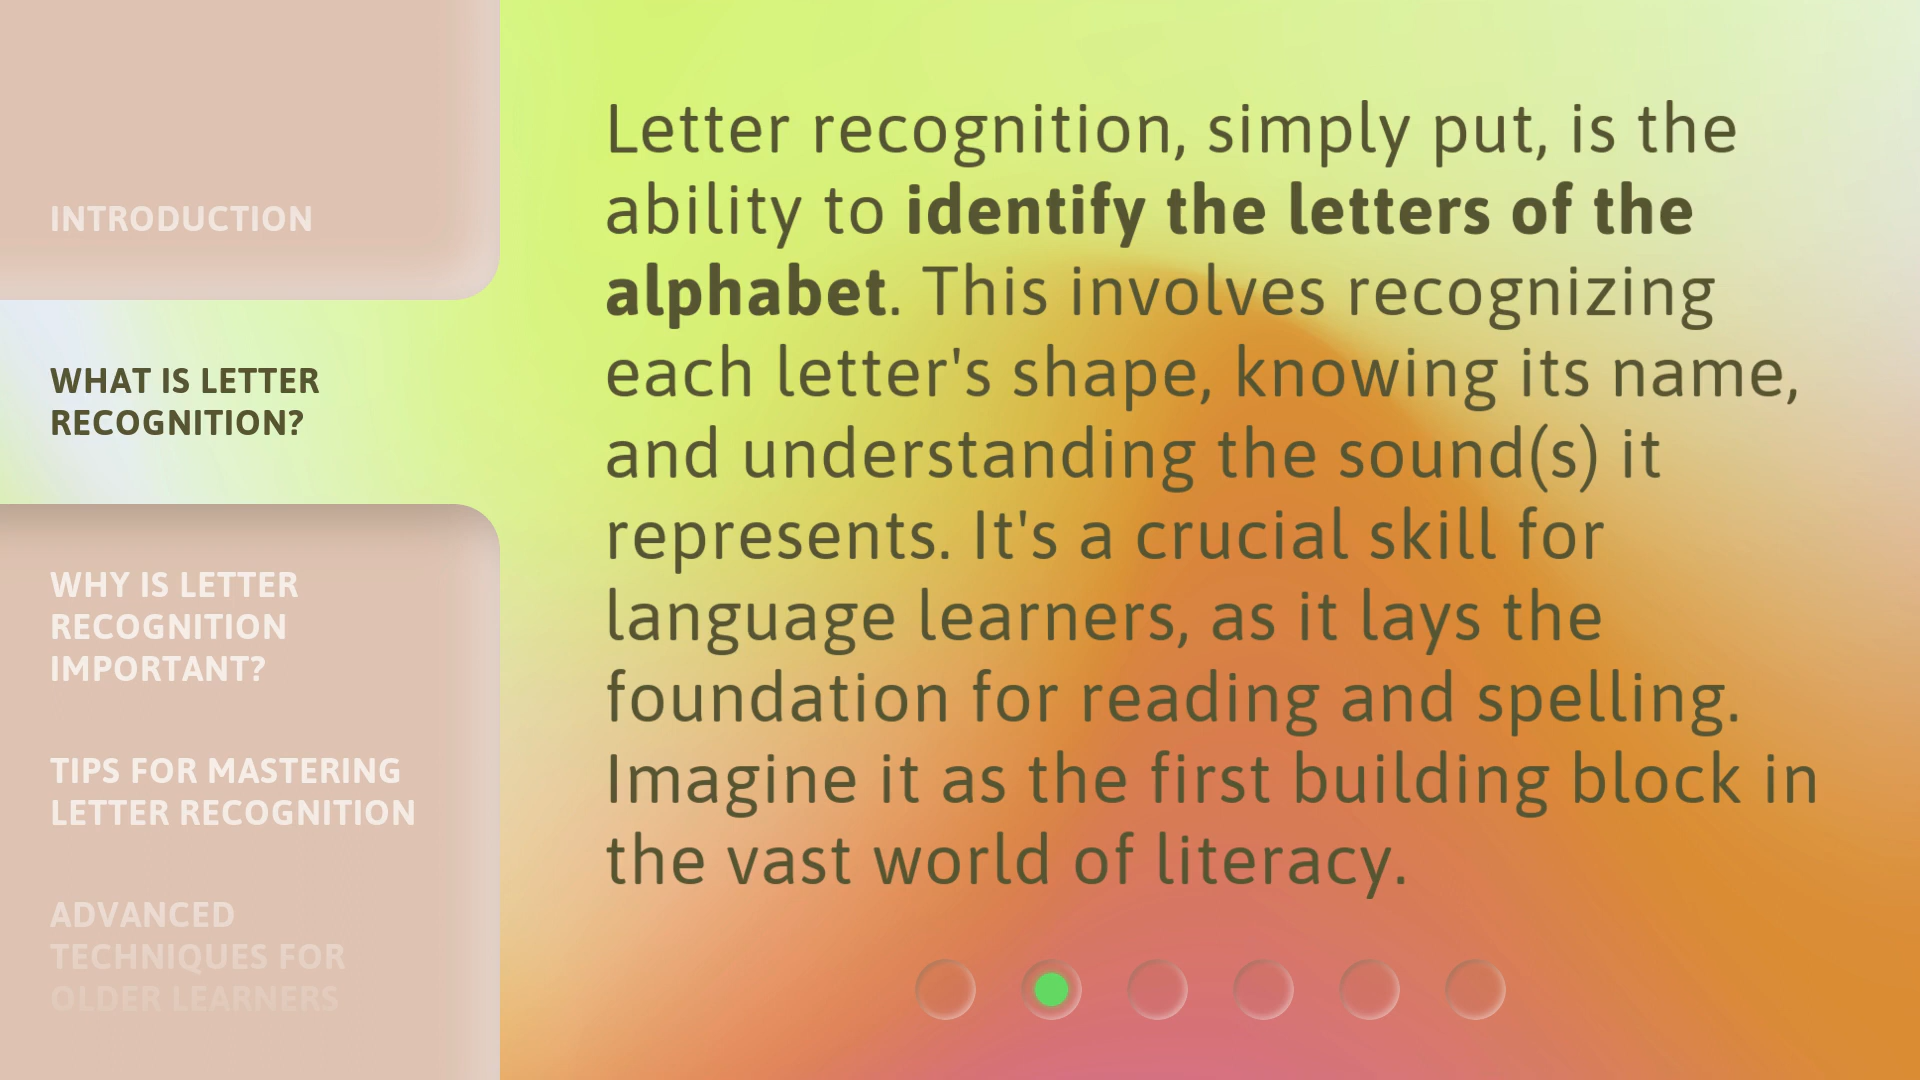 INTRODUCTION
WHAT IS LETTER
RECOGNITION?
WHY IS LETTER
RECOGNITION
IMPORTANT?
TIPS FOR MASTERING
LETTER RECOGNITION
ADVANCED
TECHNIQUES FOR
OLDER LEARNERS
Letter recognition, simply put, is the
ability to identify the letters of the
alphabet. This involves recognizing
each letter's shape, knowing its name,
and understanding the sound(s) it
represents. It's a crucial skill for
language learners, as it lays the
foundation for reading and spelling.
Imagine it as the first building block in
the vast world of literacy.